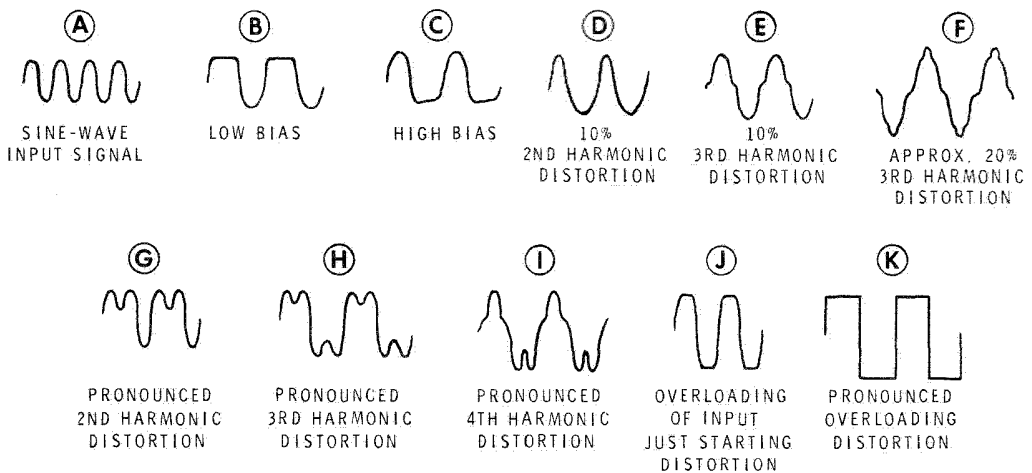 A
B
C
D
E
F
SINE-WAVE
INPUT SIGNAL
LOW BIAS
HIGH BIAS
10%
2ND HARMONIC
DISTORTION
10%
3RD HARMONIC
DISTORTION
APPROX. 20%
3RD HARMONIC
DISTORTION
G
H
I
J
K
PRONOUNCED
2ND HARMONIC
DISTORTION
PRONOUNCED
3RD HARMONIC
DISTORTION
PRONOUNCED
4TH HARMONIC
DISTORTION
OVERLOADING
OF INPUT
JUST STARTING
DISTORTION
PRONOUNCED
OVERLOADING
DISTORTION